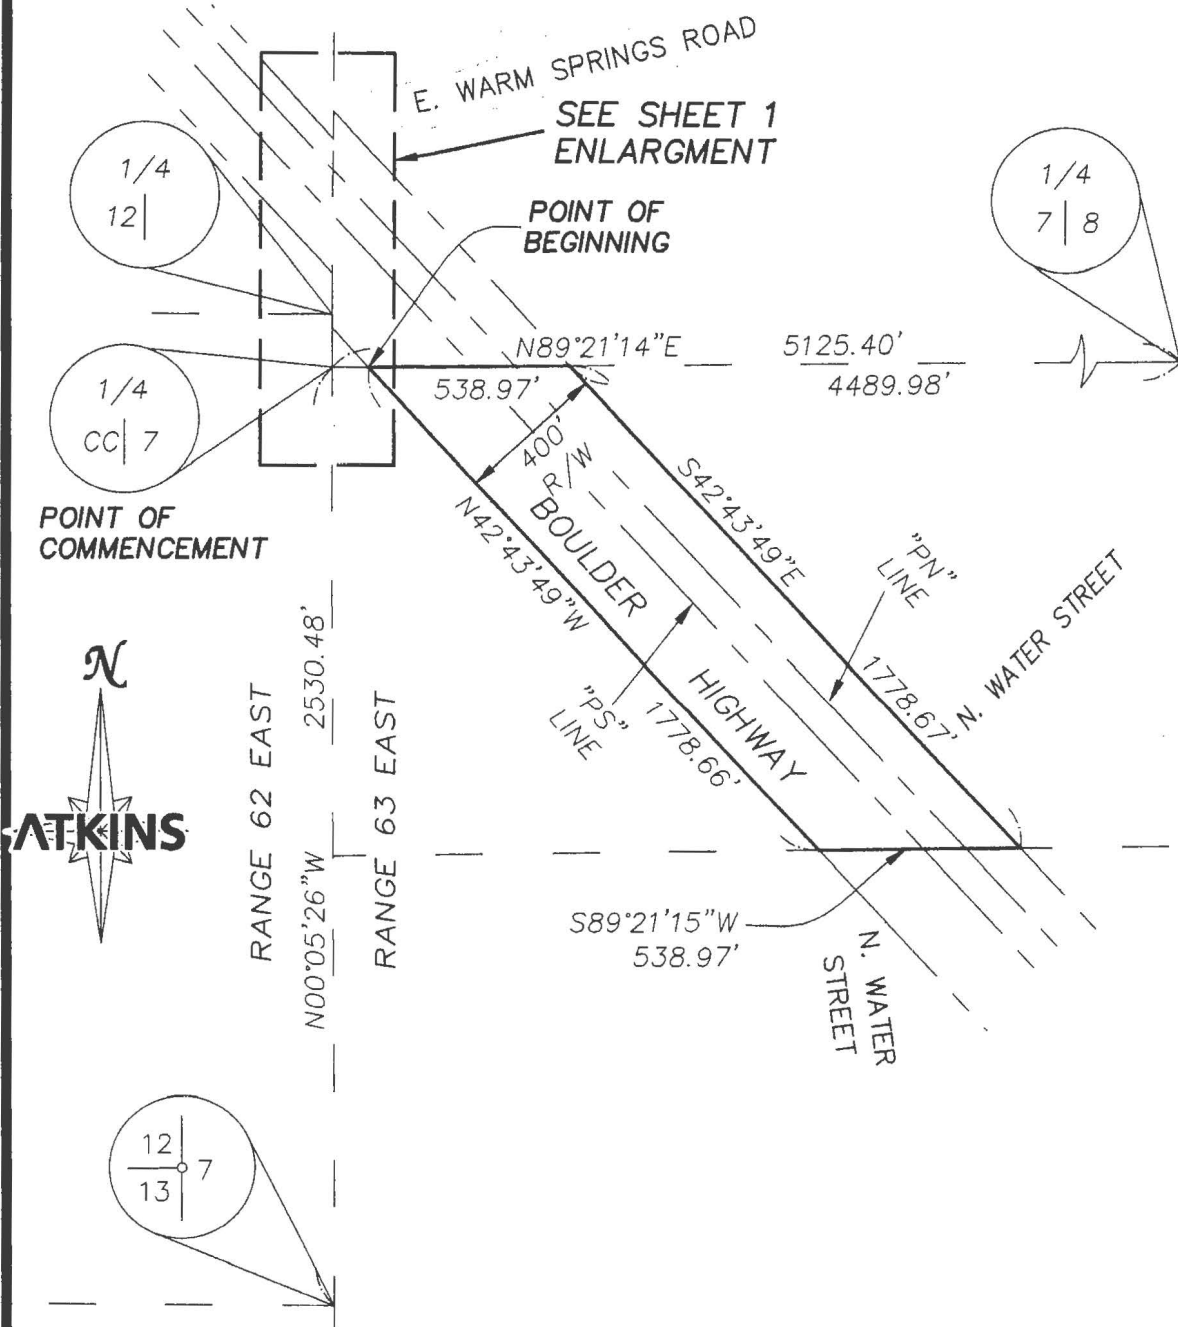 E. WARM SPRINGS ROAD
SEE SHEET 1
ENLARGMENT
1/4
12
POINT OF
BEGINNING
1/4
7 8
N89°21'14"E
5125.40'
538.97'
4489.98'
1/4
CC 7
POINT OF
COMMENCEMENT
400'
R/W
BOULDER
HIGHWAY
S42°43'49"E
1778.67'
N42°43'49"W
1778.66'
"PN"
LINE
"PS"
LINE
N. WATER STREET
N
ATKINS
RANGE 62 EAST
N00°05'26"W
2530.48'
RANGE 63 EAST
S89°21'15"W
538.97'
N. WATER
STREET
12
7
13